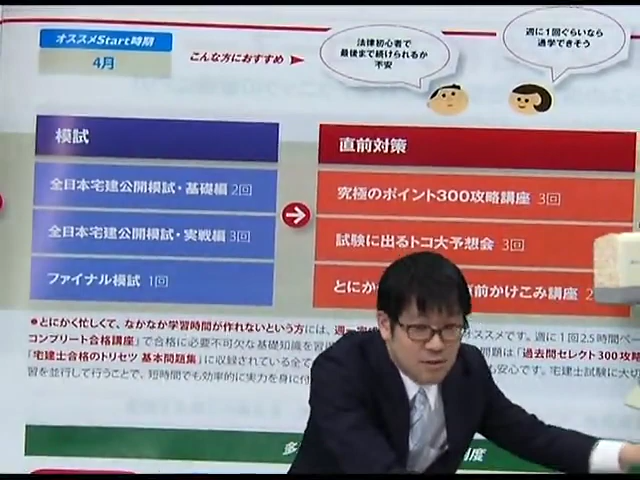 オススメStart時期
4月
こんな方におすすめ
法律初心者で
最後まで続けられるか
不安
週に1回ぐらいなら
通学できそう
模試
全日本宅建公開模試・基礎編 2回
全日本宅建公開模試・実戦編 3回
ファイナル模試 1回
直前対策
究極のポイント300攻略講座 3回
試験に出るトコ大予想会 3回
とにか 前かけこみ講座 2
●とにかく忙しくて、なかなか学習時間が作れないという方には、週一 オススメです。週に1回2.5時間ペー
コンプリート合格講座」で合格に必要不可欠な基礎知識を 問題は「過去問セレクト300攻略
「宅建士合格のトリセツ 基本問題集」に収録されている全て も安心です。宅建士試験に大切
習を並行して行うことで、短時間でも効率的に実力を身に付